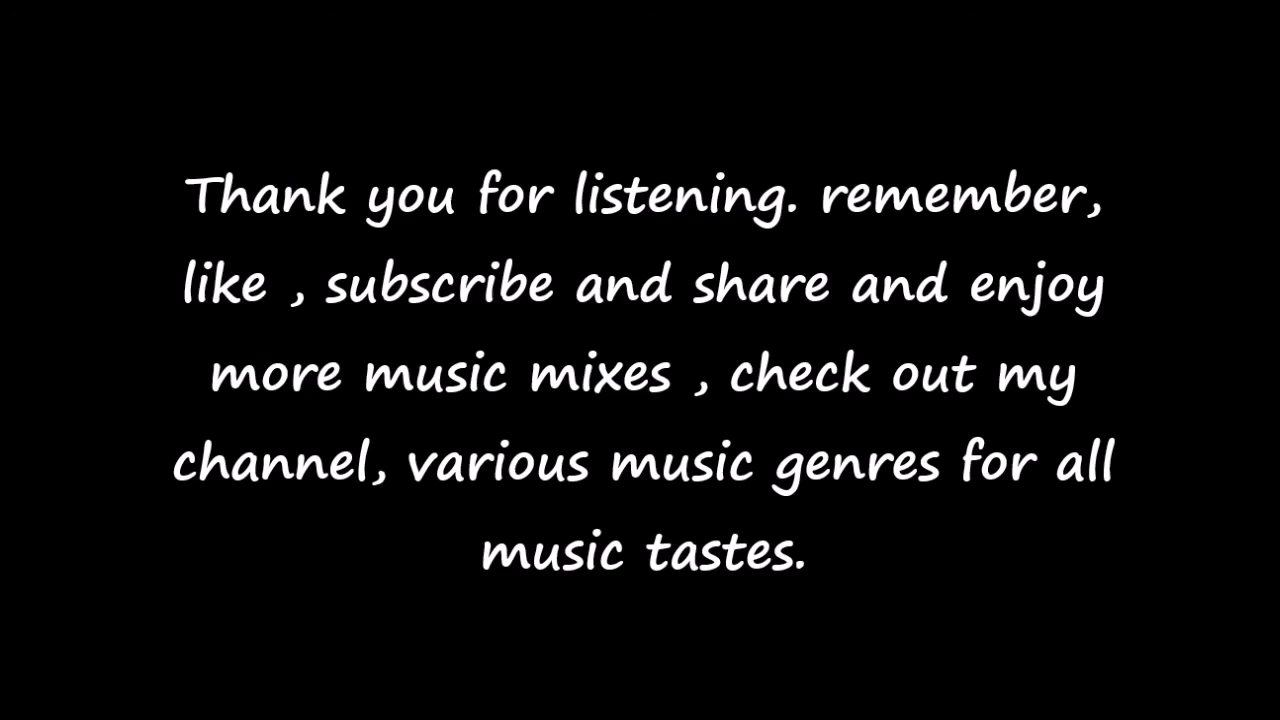 Thank you for listening. remember,
like , subscribe and share and enjoy
more music mixes , check out my
channel, various music genres for all
music tastes.